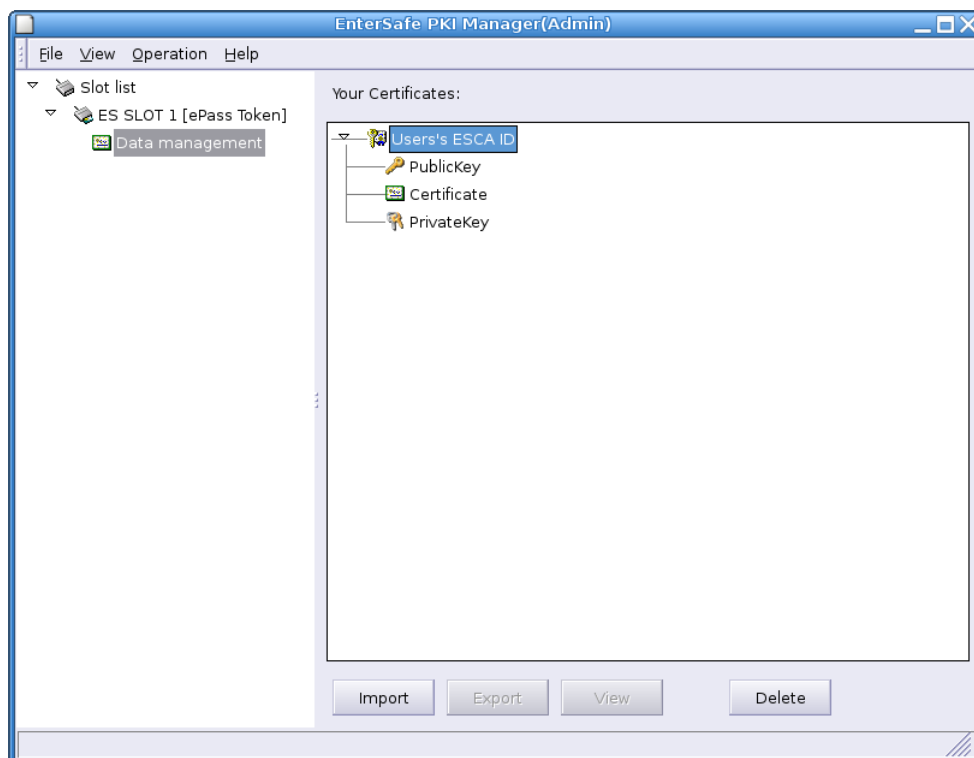 EnterSafe PKI Manager(Admin)
File View Operation Help
Slot list
ES SLOT 1 [ePass Token]
Data management
Your Certificates:
Users's ESCA ID
PublicKey
Certificate
PrivateKey
Import Export View Delete